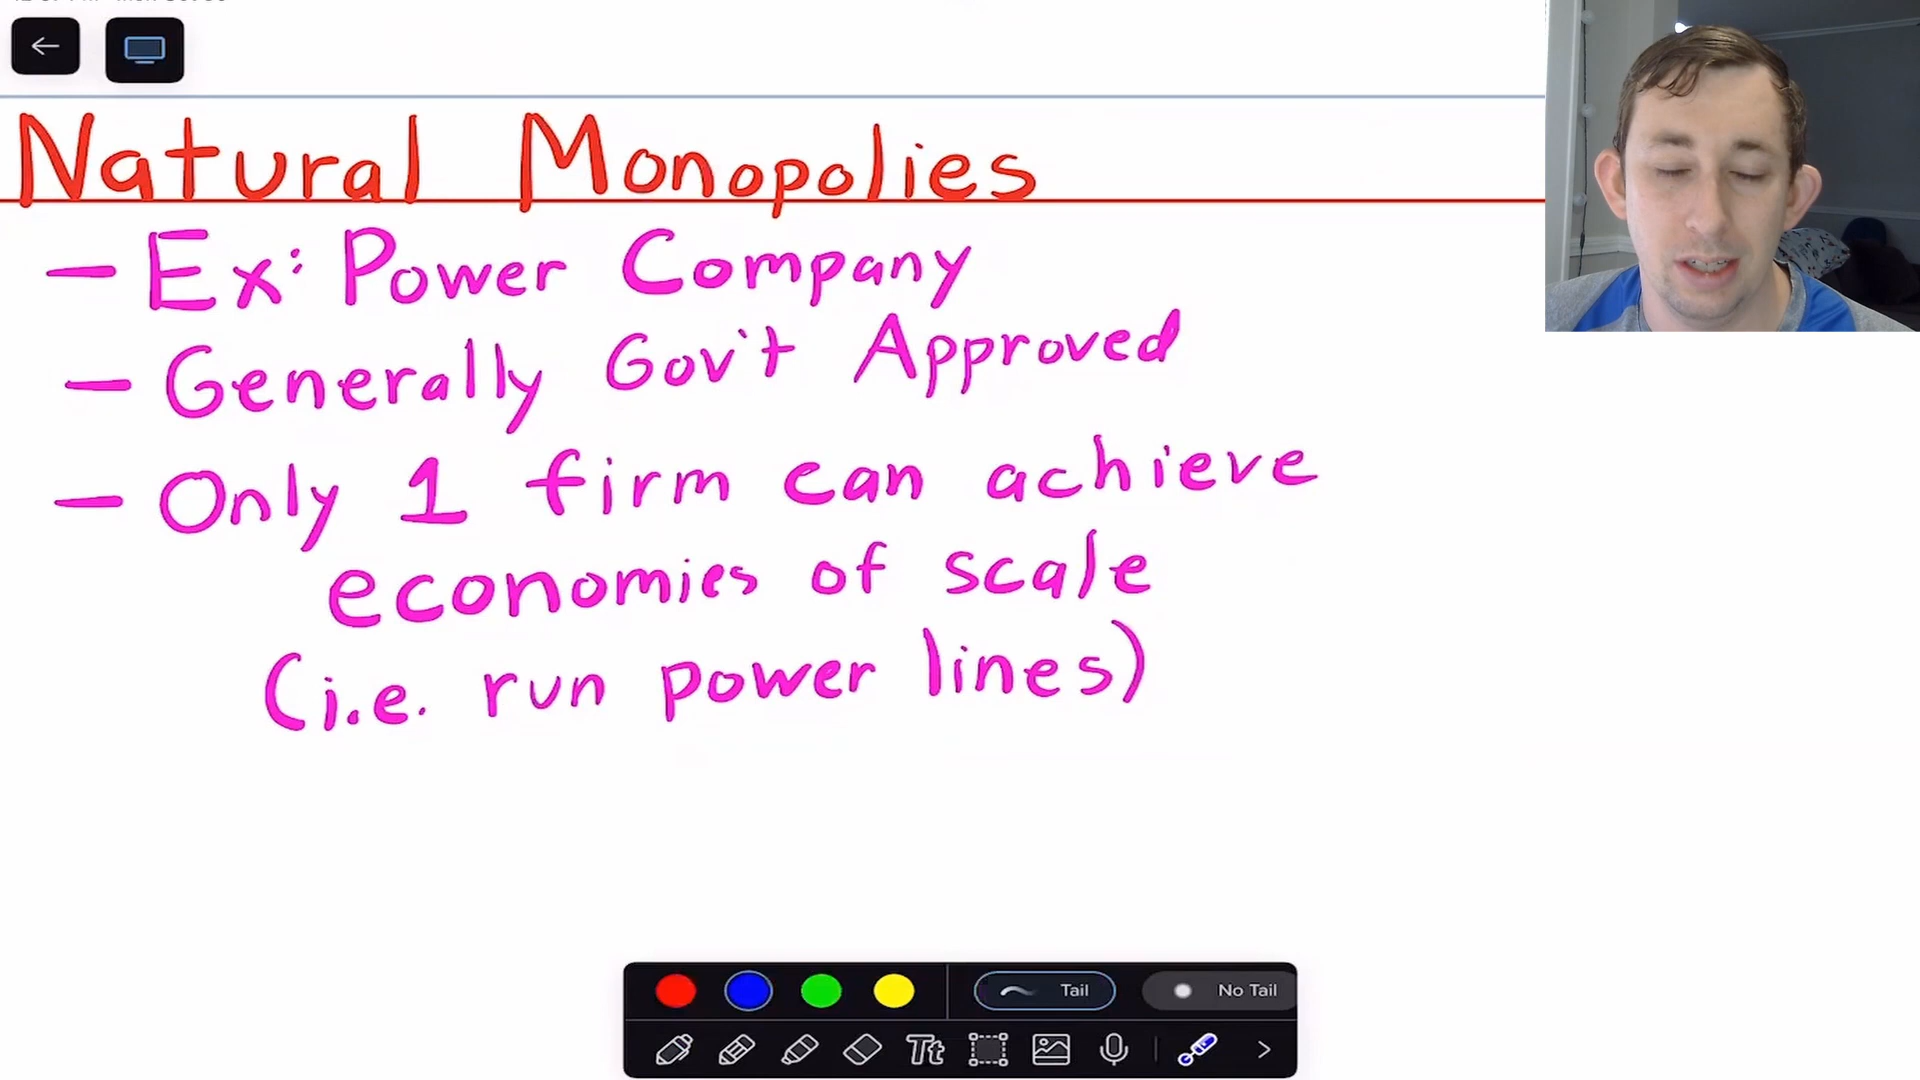 Natural Monopolies
- Ex: Power Company
- Generally Gov't Approved
- Only 1 firm can achieve
economies of scale
(i.e. run power lines)
Tail No Tail
Tt